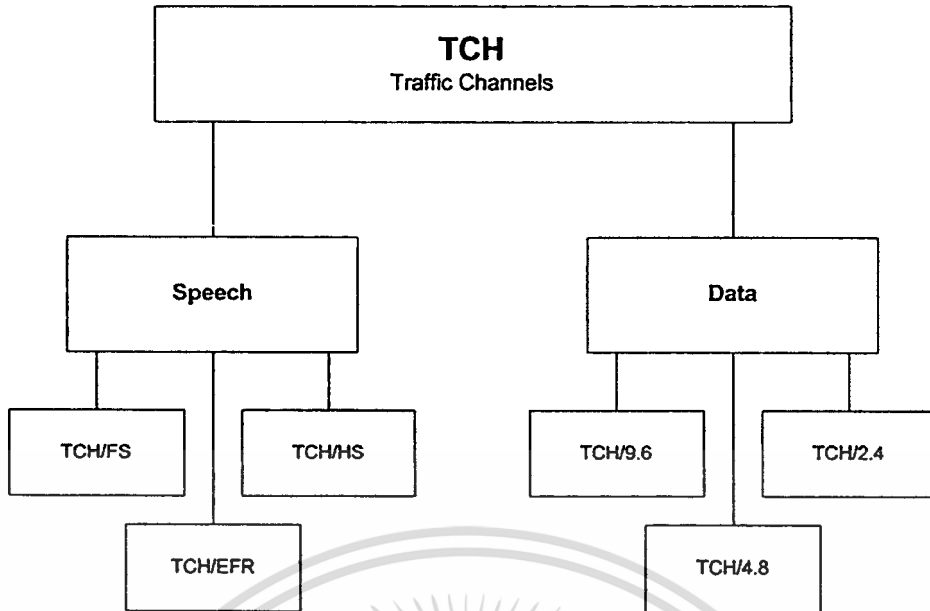 TCH
Traffic Channels
Speech
Data
TCH/FS
TCH/HS
TCH/9.6
TCH/2.4
TCH/EFR
TCH/4.8